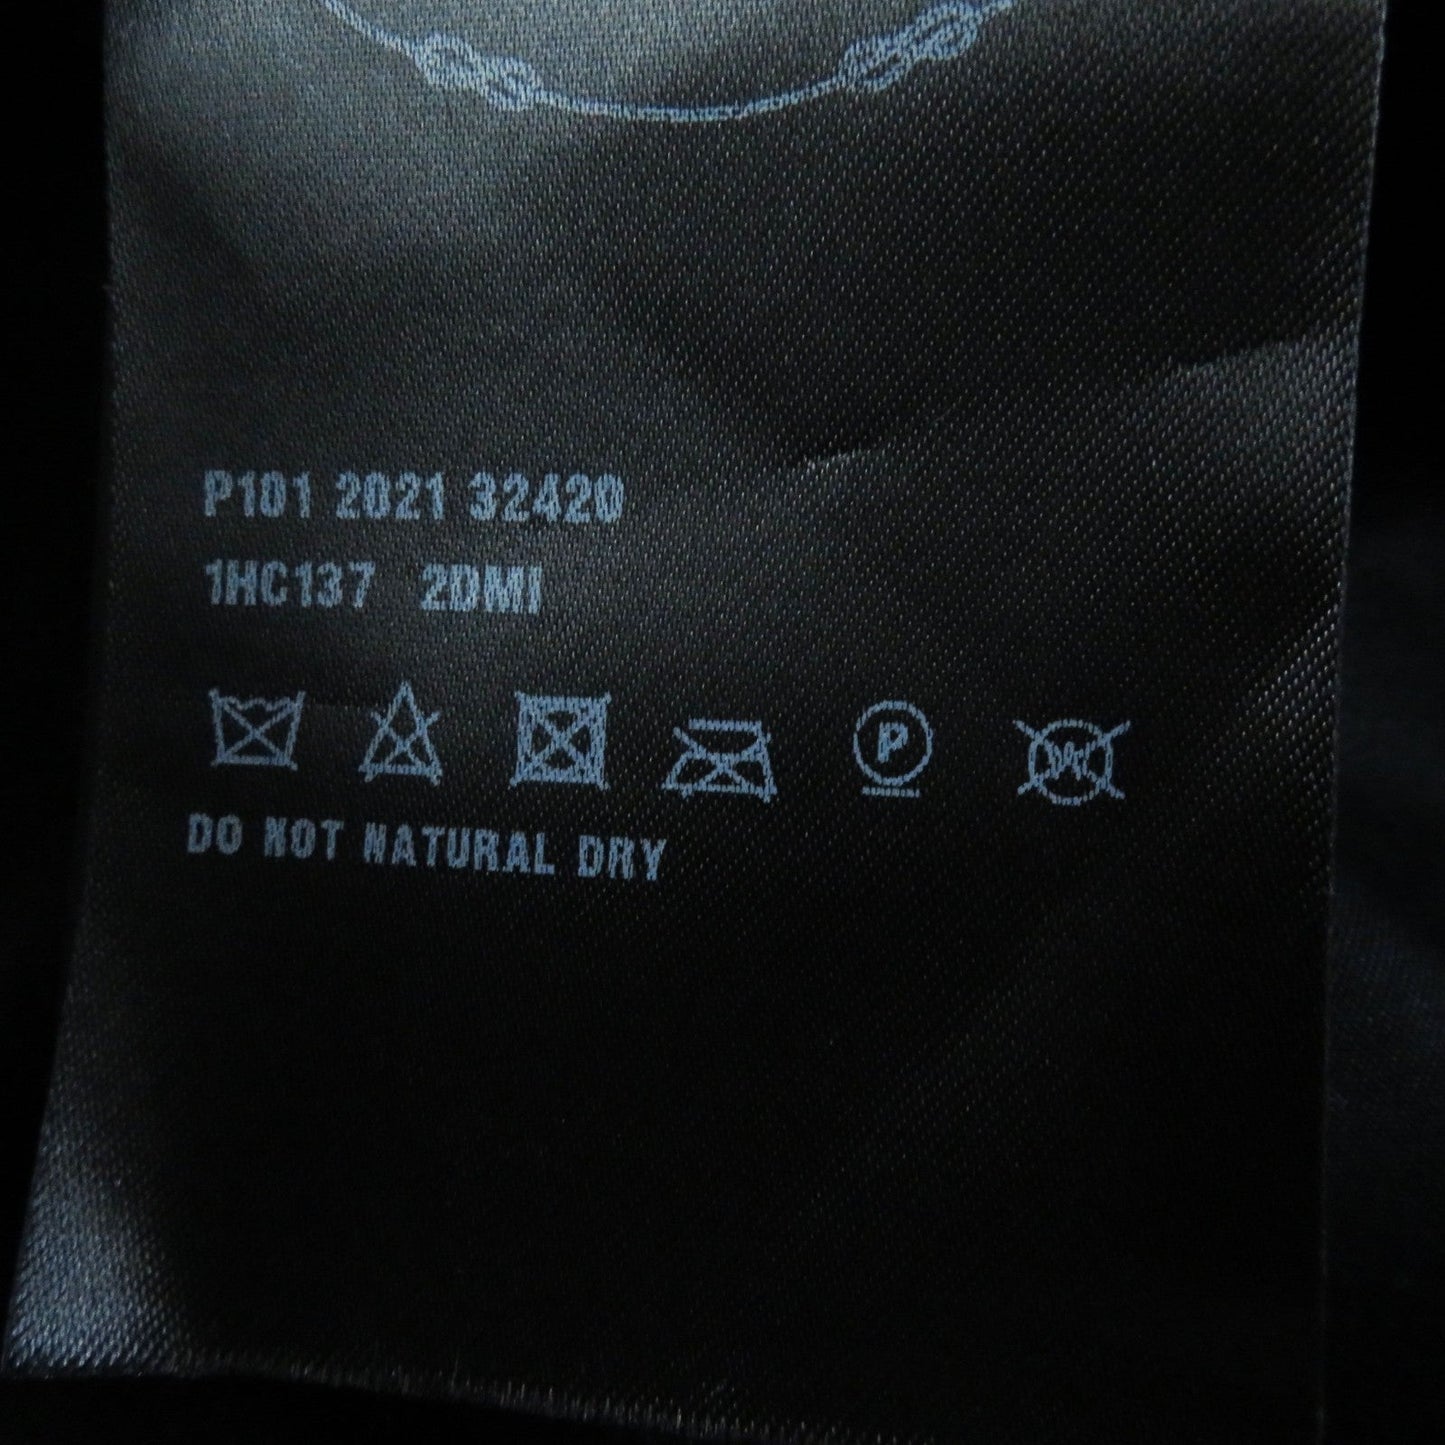 P101 2021 32420
1HC137 2DMI
P W
DO NOT NATURAL DRY